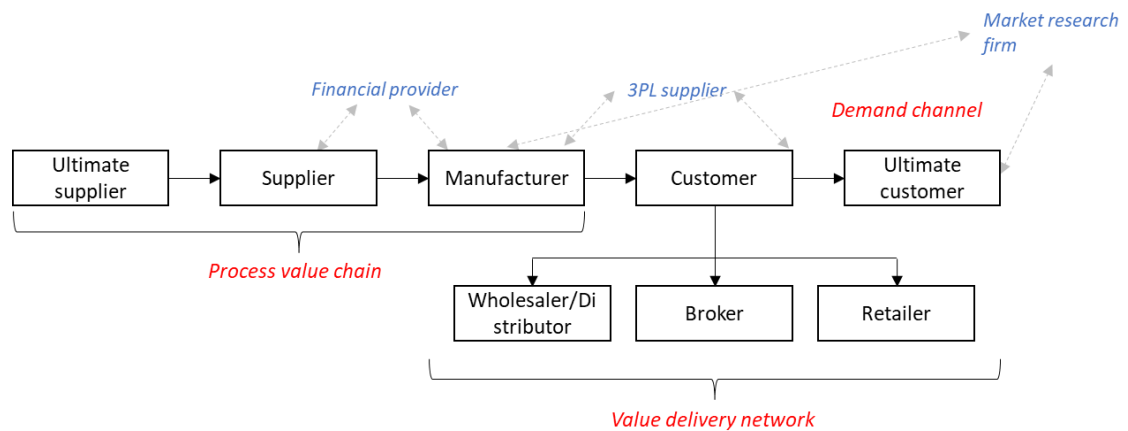 Market research
firm
Financial provider
3PL supplier
Demand channel
Ultimate
supplier
Supplier
Manufacturer
Customer
Ultimate
customer
Process value chain
Wholesaler/Di
stributor
Broker
Retailer
Value delivery network